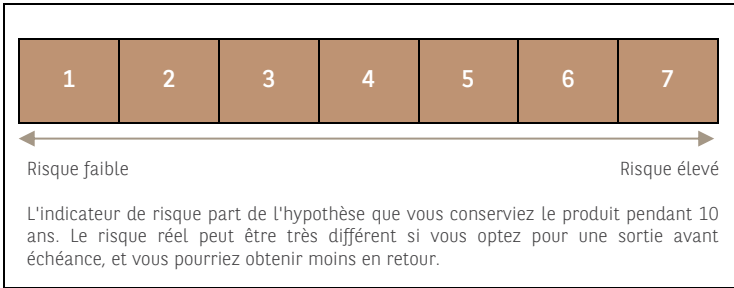 1 2 3 4 5 6 7
Risque faible Risque élevé
L'indicateur de risque part de l'hypothèse que vous conserviez le produit pendant 10
ans. Le risque réel peut être très différent si vous optez pour une sortie avant
échéance, et vous pourriez obtenir moins en retour.